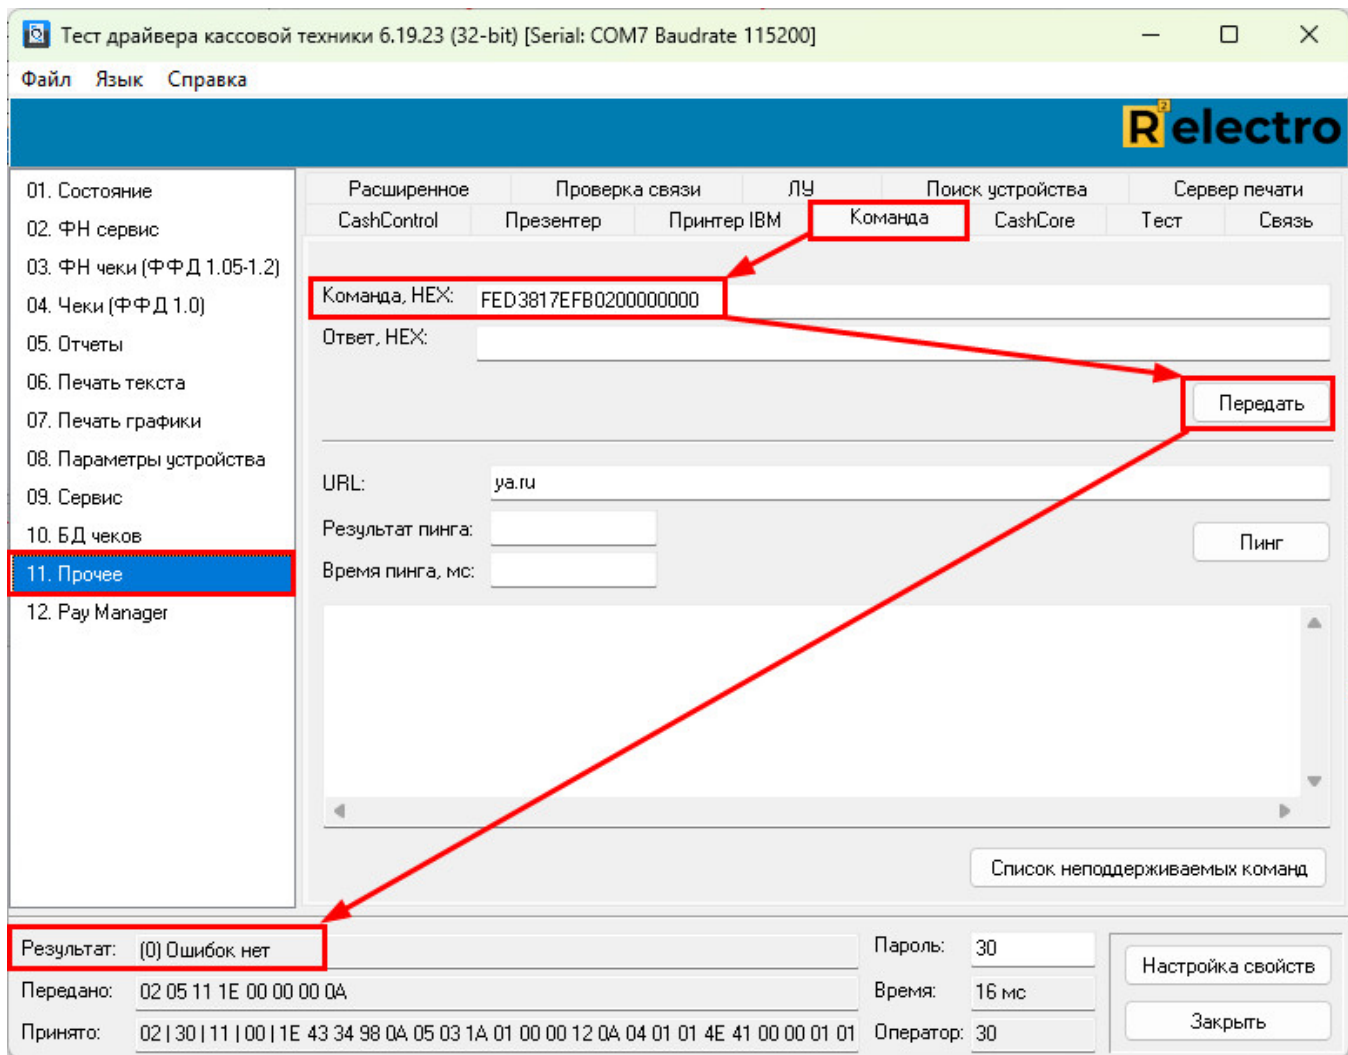 Тест драйвера кассовой техники 6.19.23 (32-bit) [Serial: COM7 Baudrate 115200]
Файл Язык Справка
R2electro
01. Состояние
02. ФН сервис
03. ФН чеки (ФФД 1.05-1.2)
04. Чеки (ФФД 1.0)
05. Отчеты
06. Печать текста
07. Печать графики
08. Параметры устройства
09. Сервис
10. БД чеков
11. Прочее
12. Pay Manager
Расширенное Проверка связи ЛУ Поиск устройства Сервер печати
CashControl Презентер Принтер IBM Команда CashCore Тест Связь
Команда, HEX: FED3817EFB0200000000
Ответ, HEX:
Передать
URL: ya.ru
Результат пинга:
Пинг
Время пинга, мс:
Список неподдерживаемых команд
Результат: (0) Ошибок нет
Передано: 02 05 11 1E 00 00 00 0A
Принято: 02 | 30 | 11 | 00 | 1E 43 34 98 0A 05 03 1A 01 00 00 12 0A 04 01 01 4E 41 00 00 01 01
Пароль: 30
Время: 16 мс
Оператор: 30
Настройка свойств
Закрыть